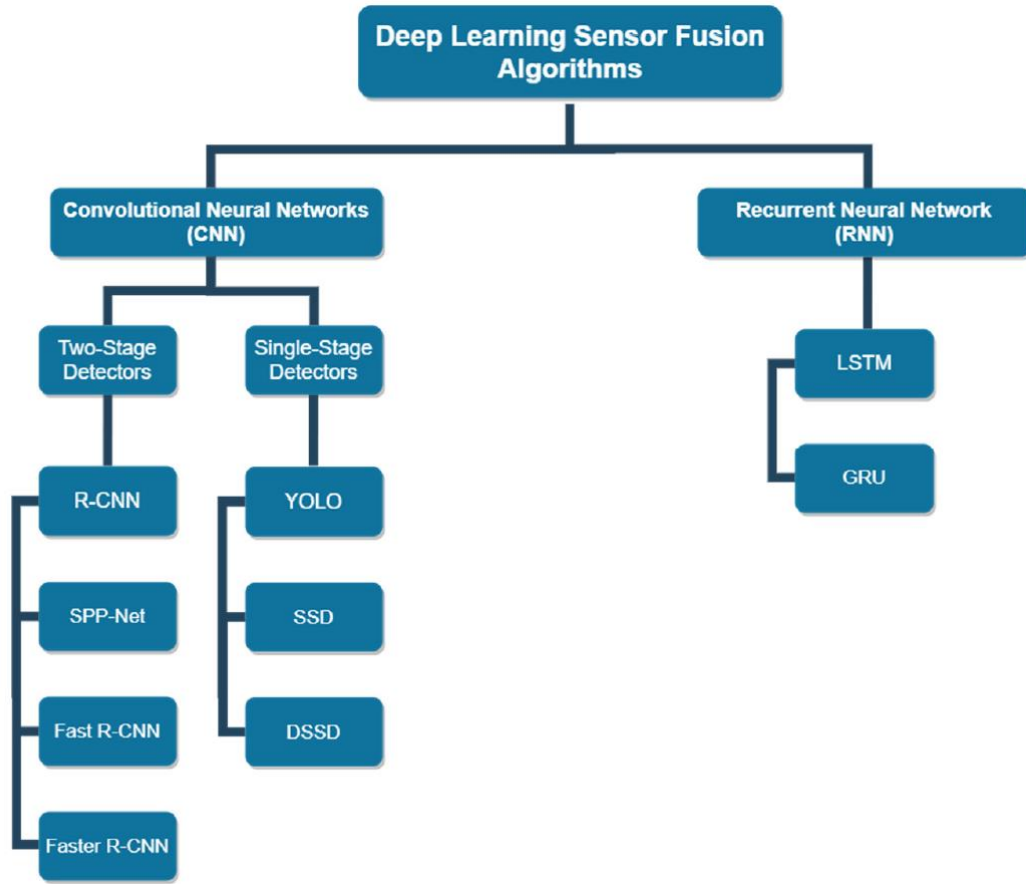 Deep Learning Sensor Fusion
Algorithms
Convolutional Neural Networks
(CNN)
Recurrent Neural Network
(RNN)
Two-Stage
Detectors
Single-Stage
Detectors
LSTM
GRU
R-CNN
YOLO
SPP-Net
SSD
Fast R-CNN
DSSD
Faster R-CNN